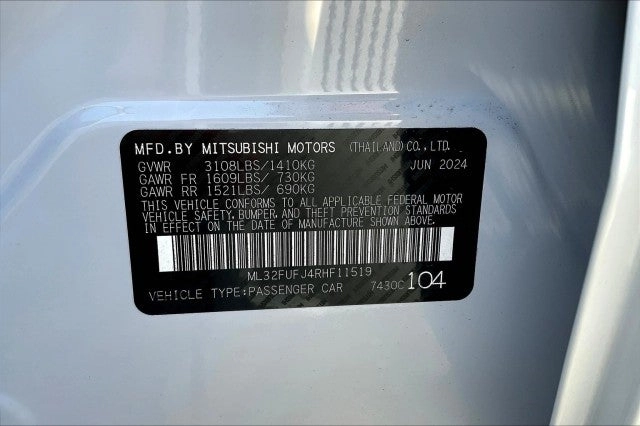 MFD.BY MITSUBISHI MOTORS (THAILAND)CO.,LTD.
GVWR 3108LBS/1410KG JUN 2024
GAWR FR 1609LBS/ 730KG
GAWR RR 1521LBS/ 690KG
THIS VEHICLE CONFORMS TO ALL APPLICABLE FEDERAL MOTOR
VEHICLE SAFETY, BUMPER, AND THEFT PREVENTION STANDARDS
IN EFFECT ON THE DATE OF MANUFACTURE SHOWN ABOVE.
ML32FUFJ4RHF11519
VEHICLE TYPE:PASSENGER CAR 7430C 104